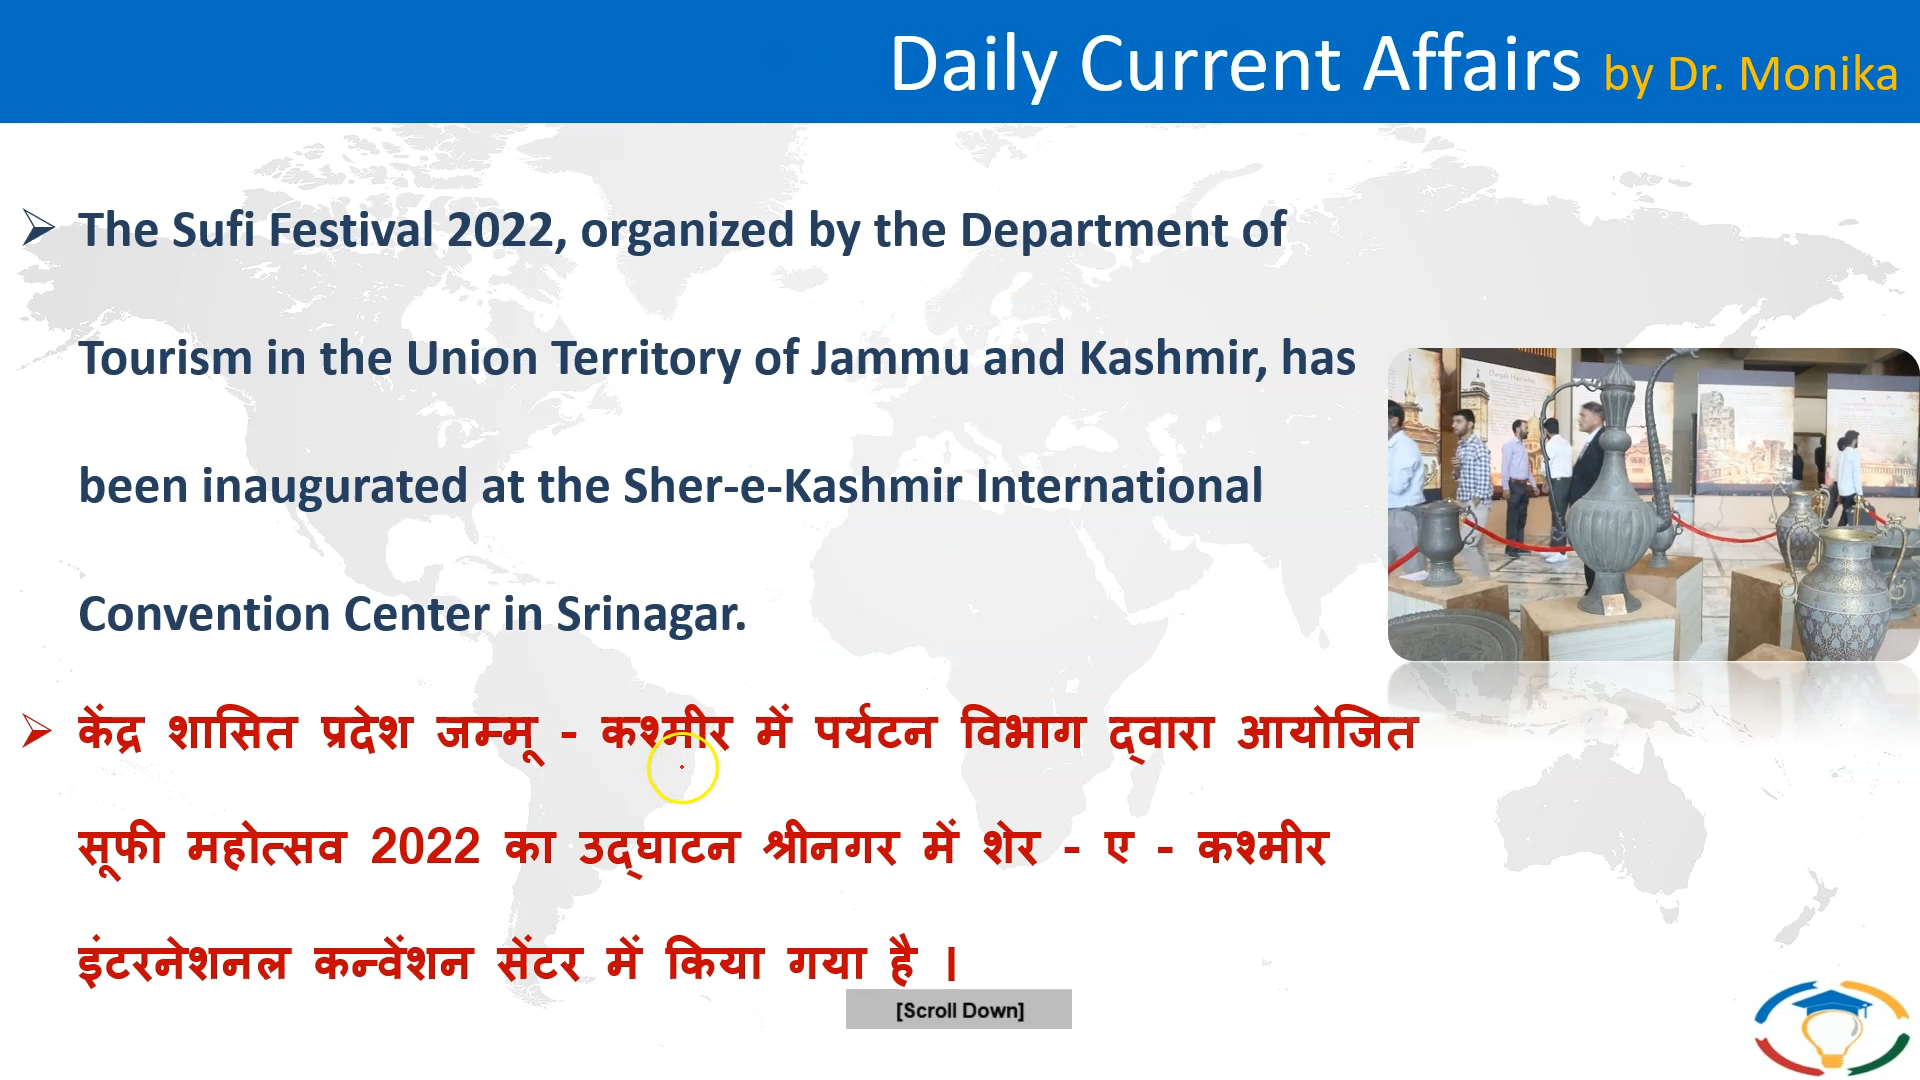 Daily Current Affairs by Dr. Monika
➢ The Sufi Festival 2022, organized by the Department of
Tourism in the Union Territory of Jammu and Kashmir, has
been inaugurated at the Sher-e-Kashmir International
Convention Center in Srinagar.
➢ केंद्र शासित प्रदेश जम्मू - कश्मीर में पर्यटन विभाग द्वारा आयोजित
सूफी महोत्सव 2022 का उद्घाटन श्रीनगर में शेर - ए - कश्मीर
इंटरनेशनल कन्वेंशन सेंटर में किया गया है ।
[Scroll Down]